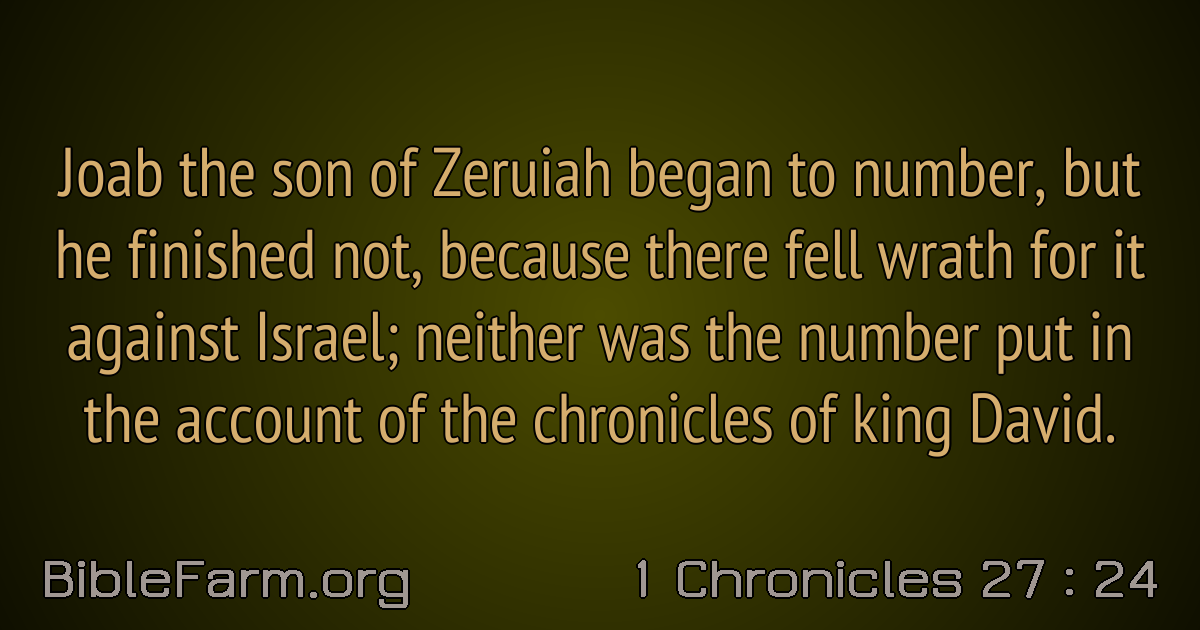 Joab the son of Zeruiah began to number, but
he finished not, because there fell wrath for it
against Israel; neither was the number put in
the account of the chronicles of king David.
BibleFarm.org
1 Chronicles 27 : 24